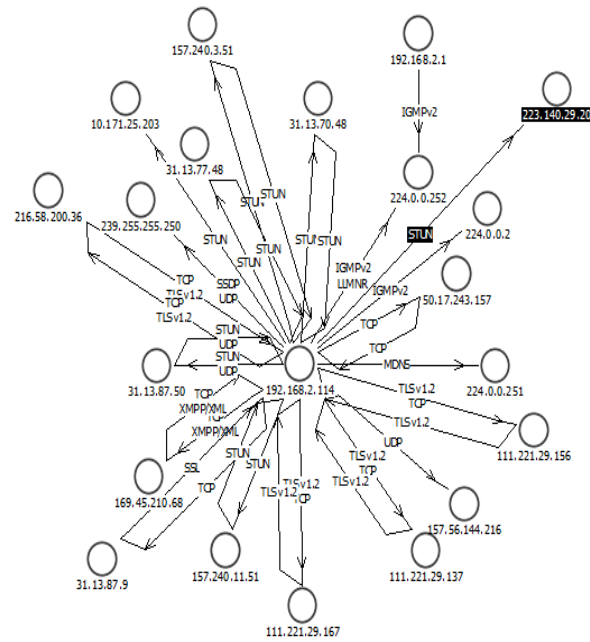 157.240.3.51
192.168.2.1
10.171.25.203
31.13.70.48
IGMPv2
223.140.29.20
31.13.77.48
224.0.0.252
216.58.200.36
239.255.255.250
STUN
STUN
STUN
STUN
STUN
STUN
STUN
224.0.0.2
STUN
STUN
IGMPv2
LLMNR
IGMPv2
50.17.243.157
TCP
TLSv1.2
TCP
TLSv1.2
SSDP
UDP
TCP
TCP
STUN
UDP
STUN
UDP
31.13.87.50
192.168.2.114
MDNS
224.0.0.251
TCP
XMPP/XML
TCP
XMPP/XML
TLSv1.2
TCP
TLSv1.2
111.221.29.156
169.45.210.68
SSL
TCP
STUN
STUN
TLSv1.2
TCP
TLSv1.2
TLSv1.2
TCP
TLSv1.2
UDP
157.56.144.216
31.13.87.9
157.240.11.51
111.221.29.137
111.221.29.167